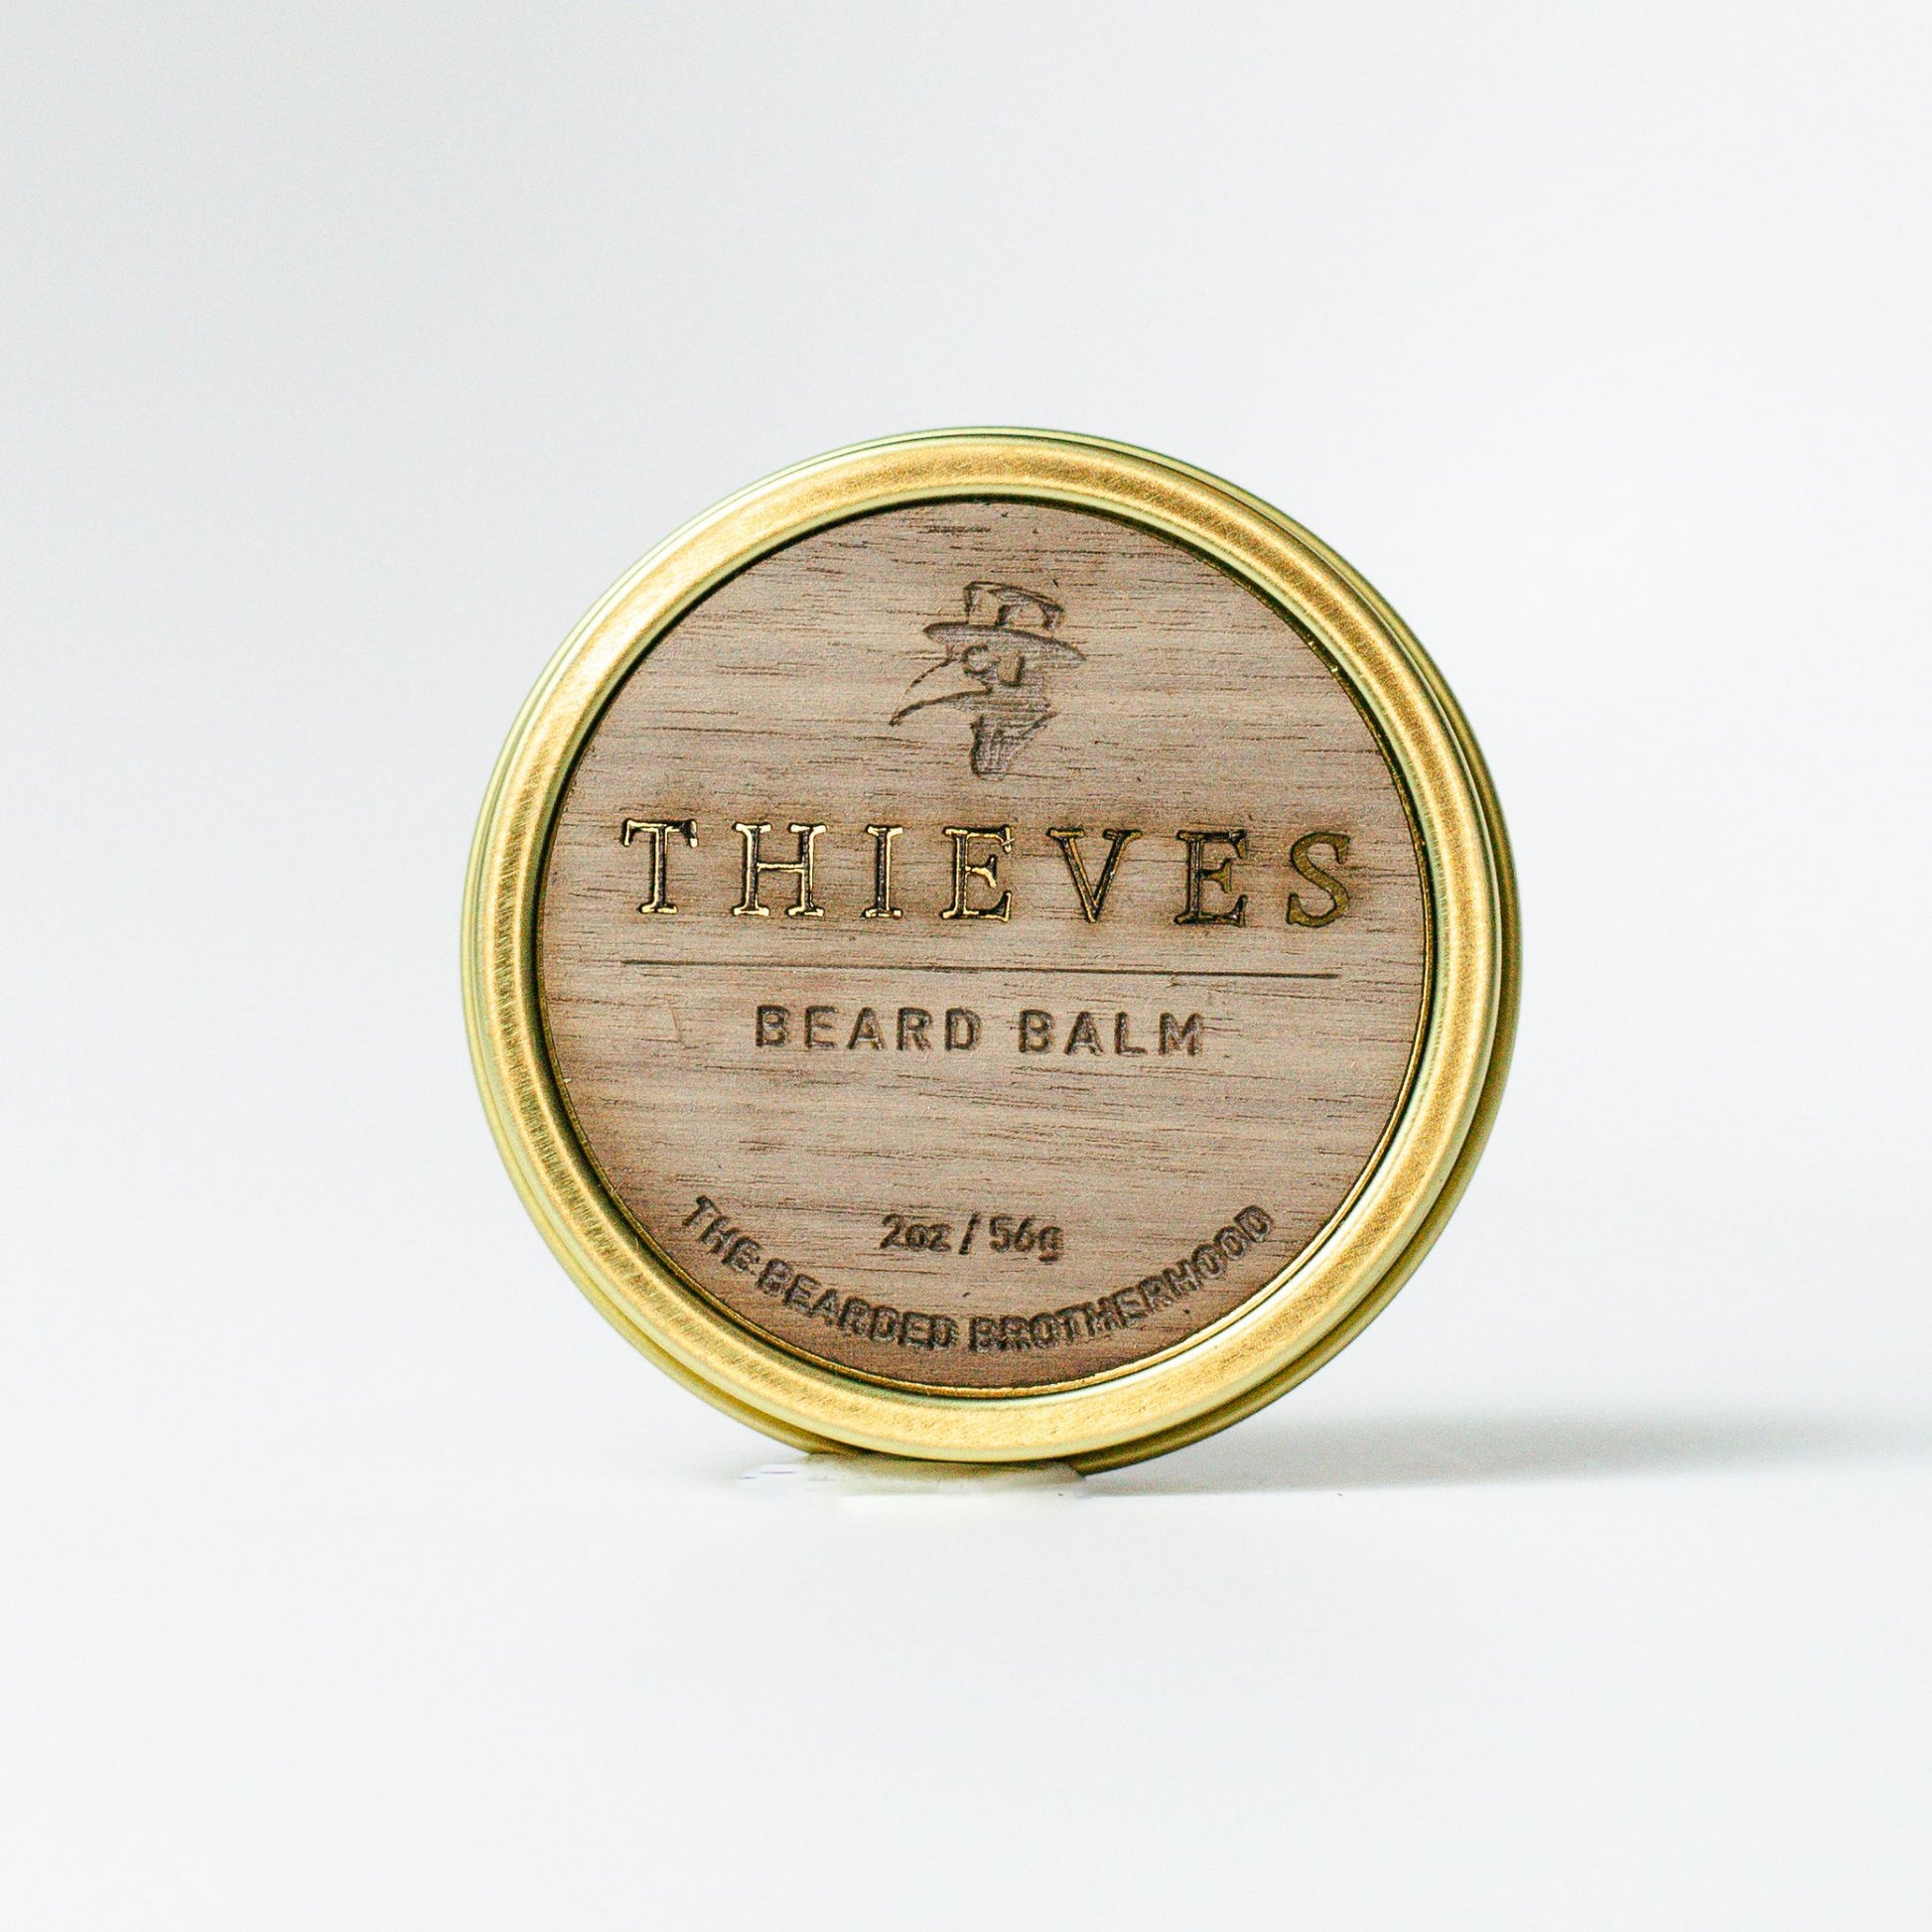 THIEVES
BEARD BALM
2oz / 56g
THE BEARDED BROTHERHOOD